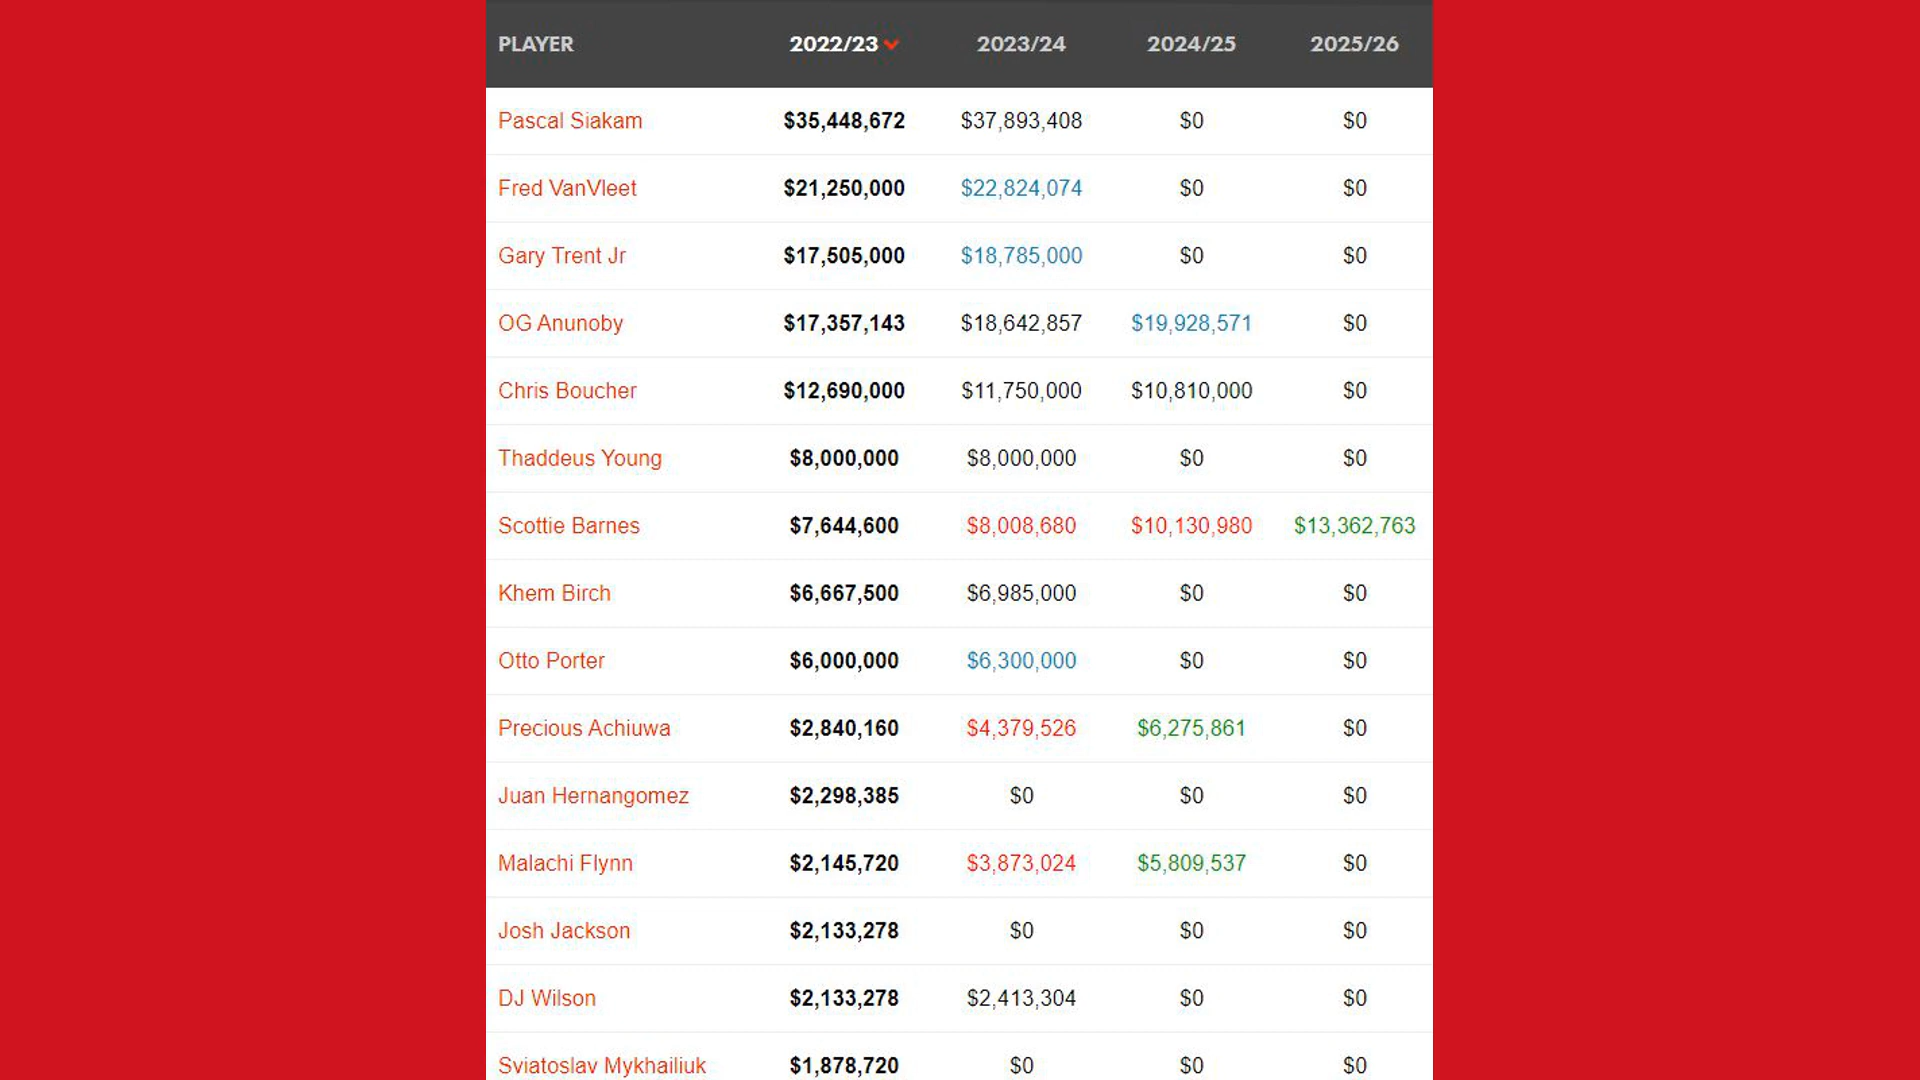 PLAYER 2022/23 2023/24 2024/25 2025/26
Pascal Siakam $35,448,672 $37,893,408 $0 $0
Fred VanVleet $21,250,000 $22,824,074 $0 $0
Gary Trent Jr $17,505,000 $18,785,000 $0 $0
OG Anunoby $17,357,143 $18,642,857 $19,928,571 $0
Chris Boucher $12,690,000 $11,750,000 $10,810,000 $0
Thaddeus Young $8,000,000 $8,000,000 $0 $0
Scottie Barnes $7,644,600 $8,008,680 $10,130,980 $13,362,763
Khem Birch $6,667,500 $6,985,000 $0 $0
Otto Porter $6,000,000 $6,300,000 $0 $0
Precious Achiuwa $2,840,160 $4,379,526 $6,275,861 $0
Juan Hernangomez $2,298,385 $0 $0 $0
Malachi Flynn $2,145,720 $3,873,024 $5,809,537 $0
Josh Jackson $2,133,278 $0 $0 $0
DJ Wilson $2,133,278 $2,413,304 $0 $0
Sviatoslav Mykhailiuk $1,878,720 $0 $0 $0